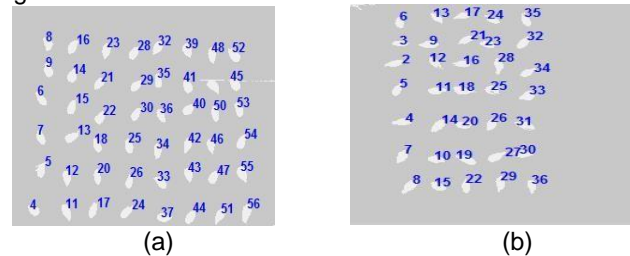 8 16 23 28 32 39 48 52
9 14 21 29 35 41 45
6 15 22 30 36 40 50 53
7 13 18 25 34 42 46 54
5 12 20 26 33 43 47 55
4 11 17 24 37 44 51 56
(a)
6 13 17 24 35
3 9 21 23 32
2 12 16 28 34
5 11 18 25 33
4 14 20 26 31
7 10 19 27 30
8 15 22 29 36
(b)